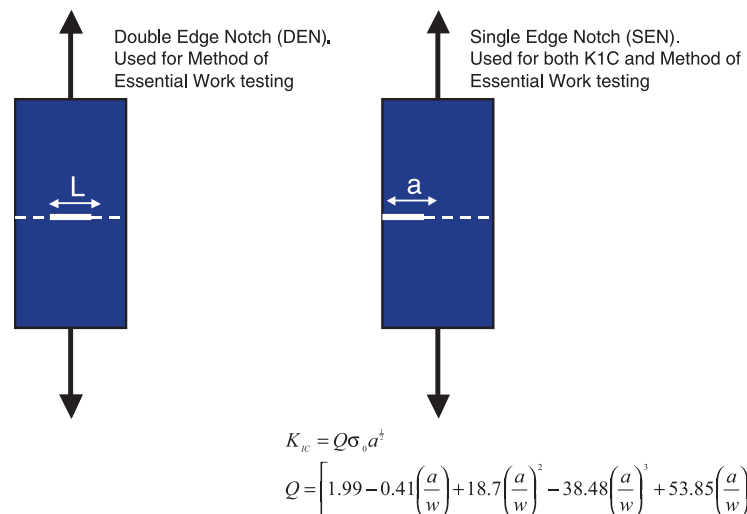 Double Edge Notch (DEN).
Used for Method of
Essential Work testing
Single Edge Notch (SEN).
Used for both K1C and Method of
Essential Work testing
L
a
K_{IC} = Qσ_0 a^{1/2}
Q = [1.99 − 0.41(a/w) + 18.7(a/w)^2 − 38.48(a/w)^3 + 53.85(a/w)